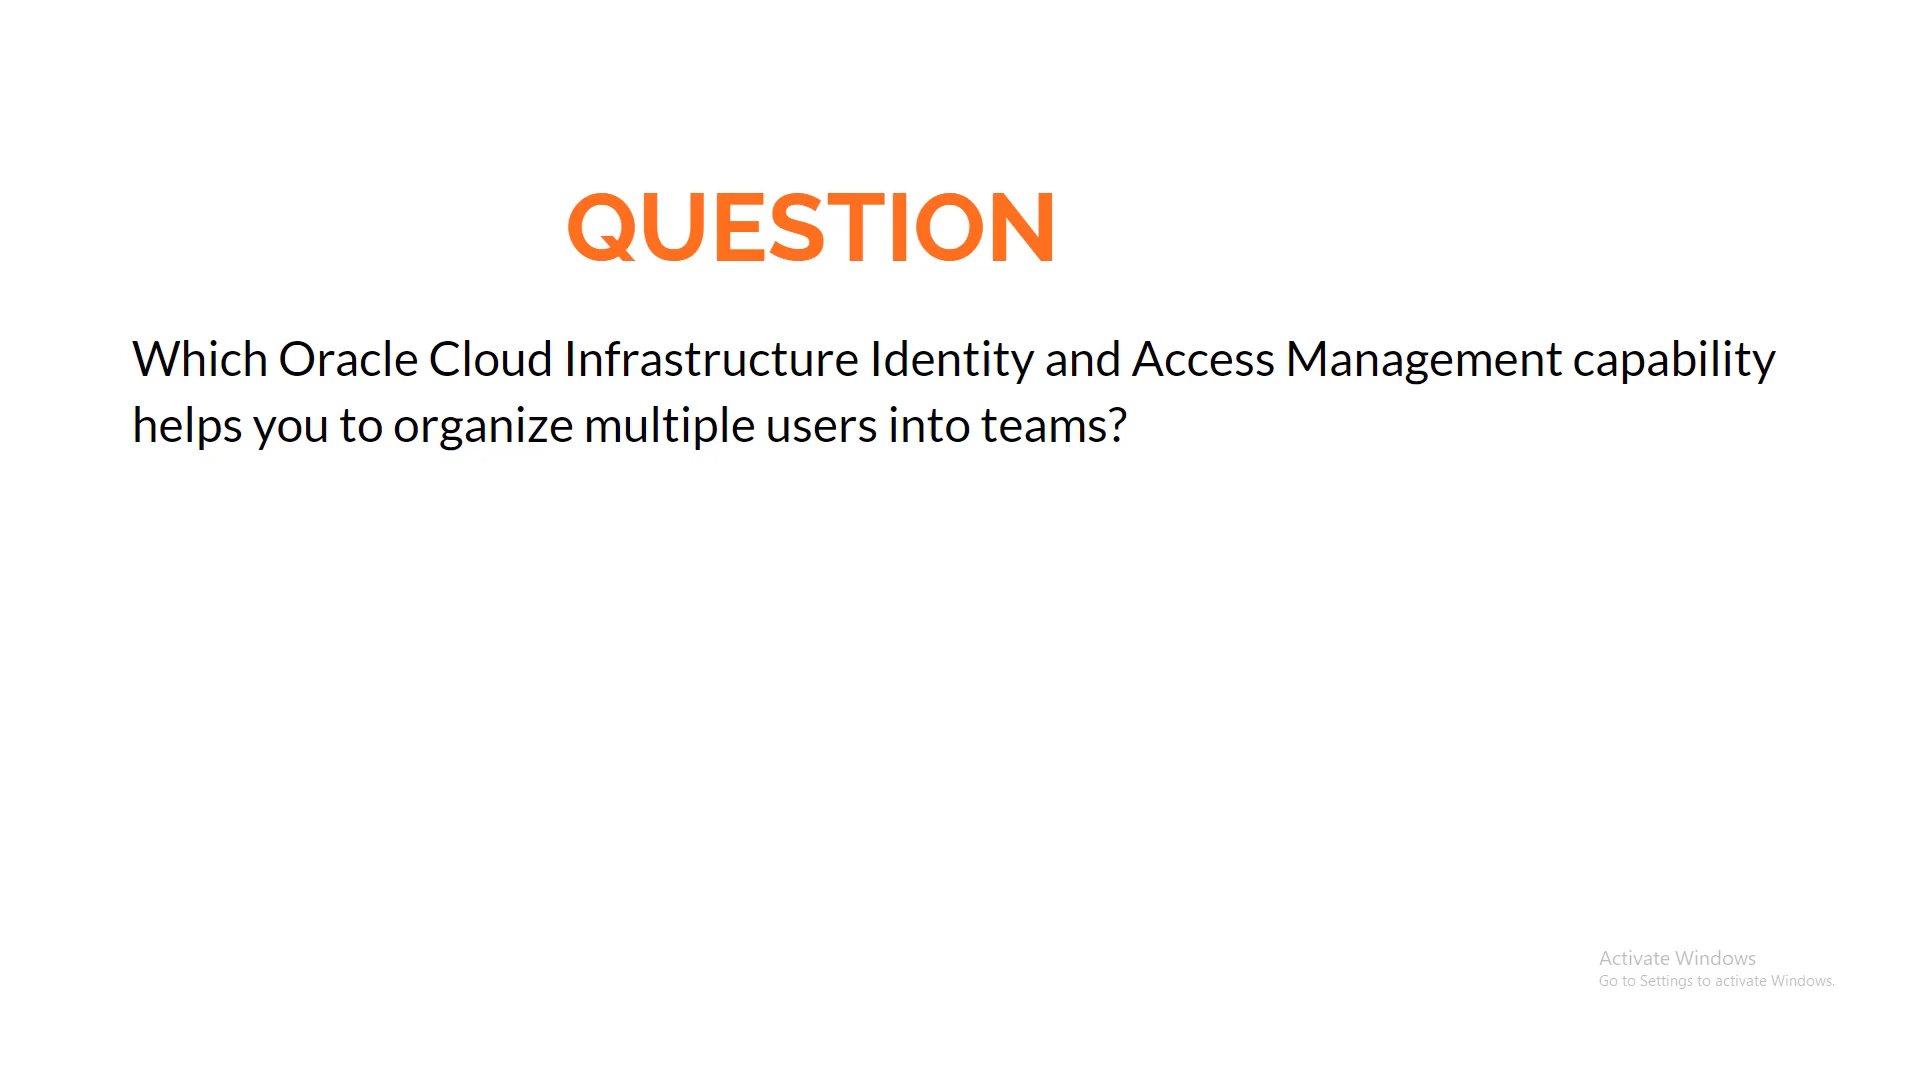 QUESTION
Which Oracle Cloud Infrastructure Identity and Access Management capability
helps you to organize multiple users into teams?
Activate Windows
Go to Settings to activate Windows.